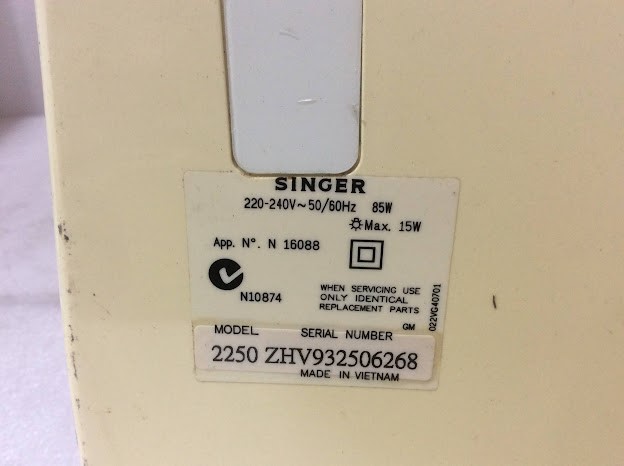 SINGER
220-240V~50/60Hz 85W
Max. 15W
App. N°. N 16088
N10874
WHEN SERVICING USE
ONLY IDENTICAL
REPLACEMENT PARTS
GM
022VG40701
MODEL SERIAL NUMBER
2250 ZHV932506268
MADE IN VIETNAM